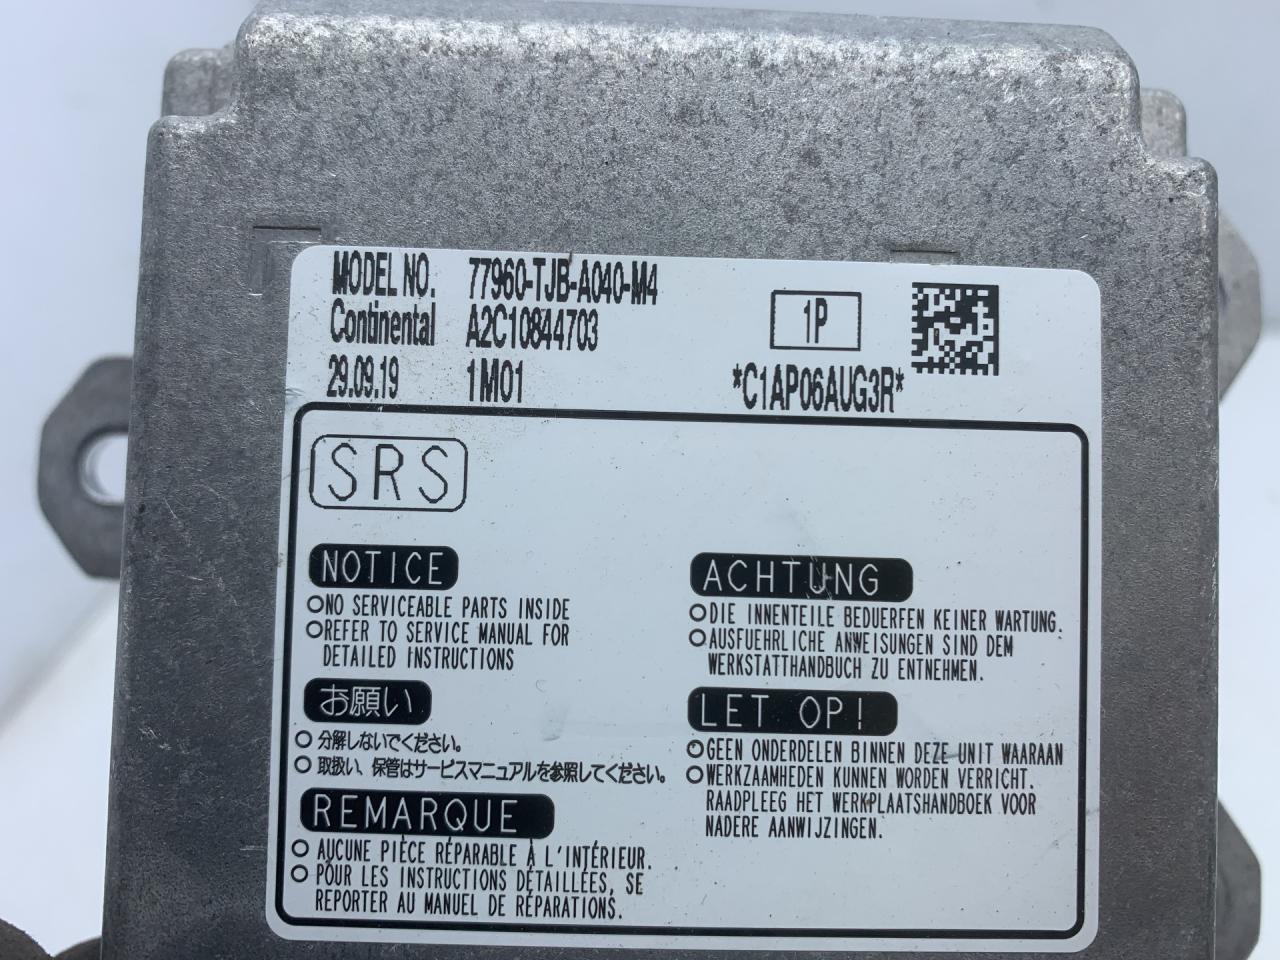 MODEL NO. 77960-TJB-A040-M4
Continental A2C10844703
1P
29.09.19 1M01 *C1AP06AUG3R*
SRS
NOTICE
○NO SERVICEABLE PARTS INSIDE
○REFER TO SERVICE MANUAL FOR
DETAILED INSTRUCTIONS
お願い
○ 分解しないでください。
○ 取扱い、保管はサービスマニュアルを参照してください。
REMARQUE
○ AUCUNE PIÈCE RÉPARABLE À L'INTÉRIEUR.
○ POUR LES INSTRUCTIONS DÉTAILLÉES, SE
REPORTER AU MANUEL DE RÉPARATIONS.
ACHTUNG
○DIE INNENTEILE BEDUERFEN KEINER WARTUNG.
○AUSFUEHRLICHE ANWEISUNGEN SIND DEM
WERKSTATTHANDBUCH ZU ENTNEHMEN.
LET OP!
○GEEN ONDERDELEN BINNEN DEZE UNIT WAARAAN
○WERKZAAMHEDEN KUNNEN WORDEN VERRICHT.
RAADPLEEG HET WERKPLAATSHANDBOEK VOOR
NADERE AANWIJZINGEN.